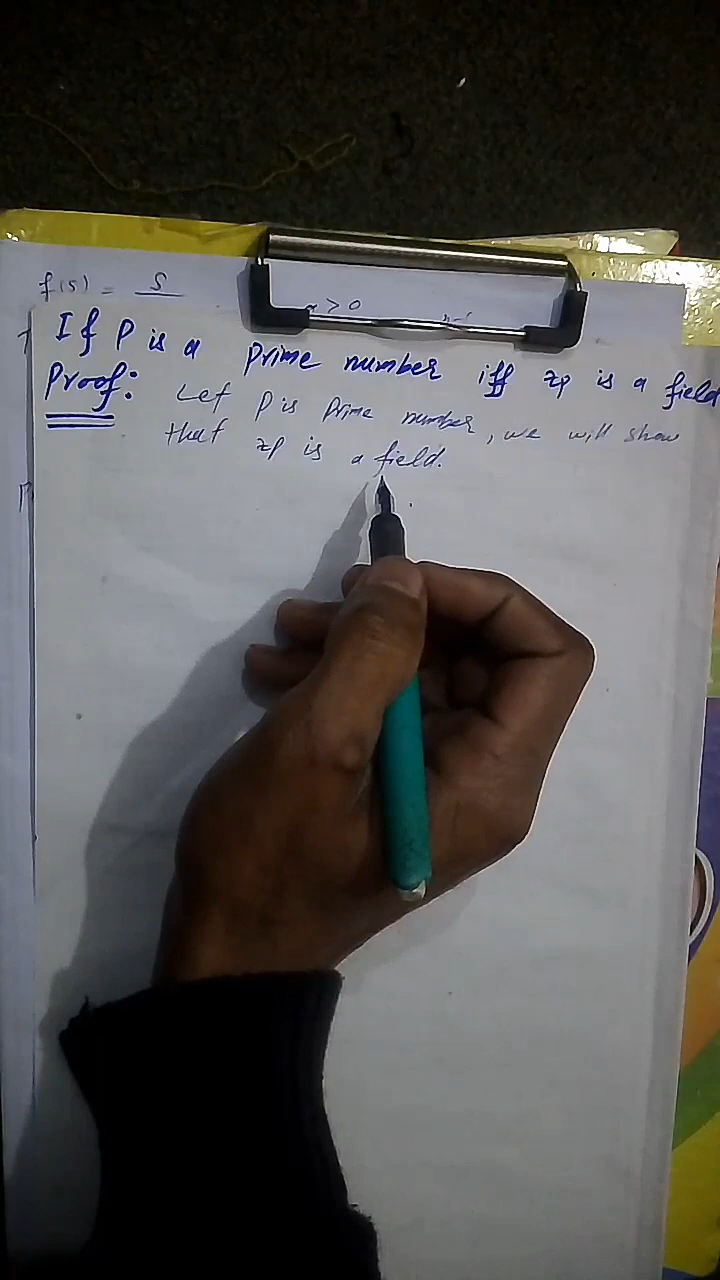 f(s) = s
> 0
If P is a prime number iff zp is a field
Proof: Let p is prime number, we will show
that zp is a field.